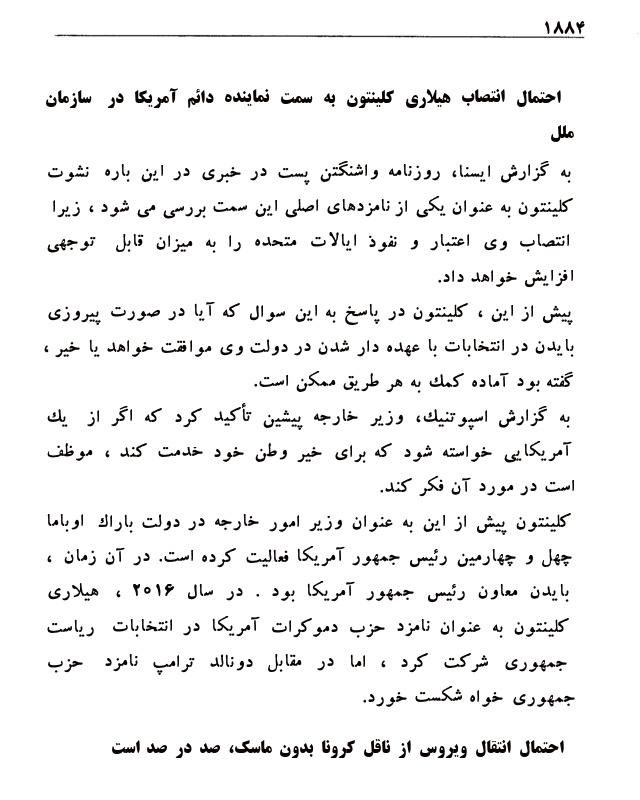 ۱۸۸۴
احتمال انتصاب هیلاری کلینتون به سمت نماینده دائم آمریکا در سازمان
ملل
به گزارش ایسنا، روزنامه واشنگتن پست در خبری در این باره نشوت
کلینتون به عنوان یکی از نامزدهای اصلی این سمت بررسی می شود ، زیرا
انتصاب وی اعتبار و نفوذ ایالات متحده را به میزان قابل توجهی
افزایش خواهد داد.
پیش از این ، کلینتون در پاسخ به این سوال که آیا در صورت پیروزی
بایدن در انتخابات با عهده دار شدن در دولت وی موافقت خواهد یا خیر ،
گفته بود آماده کمك به هر طریق ممکن است.
به گزارش اسپوتنیك، وزیر خارجه پیشین تأکید کرد که اگر از یك
آمریکایی خواسته شود که برای خیر وطن خود خدمت کند ، موظف
است در مورد آن فکر کند.
کلینتون پیش از این به عنوان وزیر امور خارجه در دولت باراك اوباما
چهل و چهارمین رئیس جمهور آمریکا فعالیت کرده است. در آن زمان ،
بایدن معاون رئیس جمهور آمریکا بود . در سال ۲۰۱۶ ، هیلاری
کلینتون به عنوان نامزد حزب دموکرات آمریکا در انتخابات ریاست
جمهوری شرکت کرد ، اما در مقابل دونالد ترامپ نامزد حزب
جمهوری خواه شکست خورد.
احتمال انتقال ویروس از ناقل کرونا بدون ماسک، صد در صد است